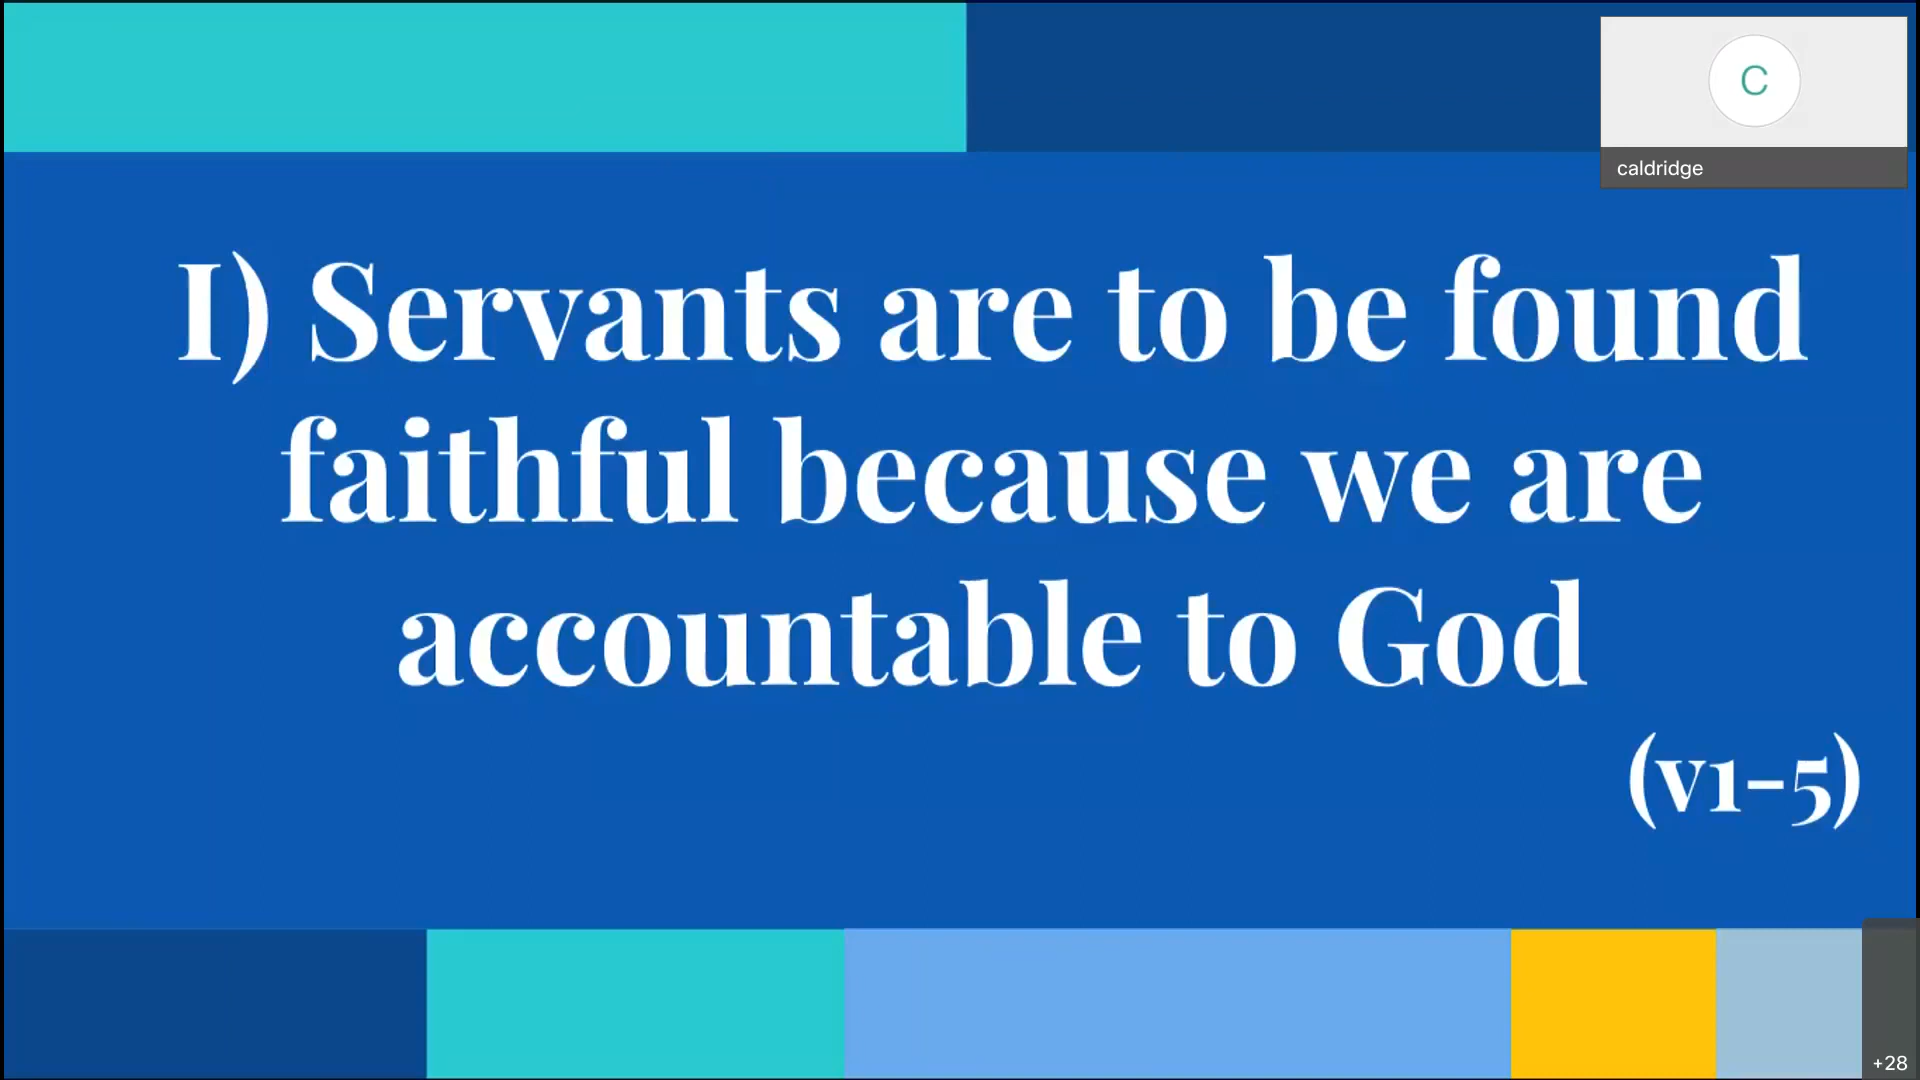 C
caldridge
I) Servants are to be found
faithful because we are
accountable to God
(v1-5)
+28